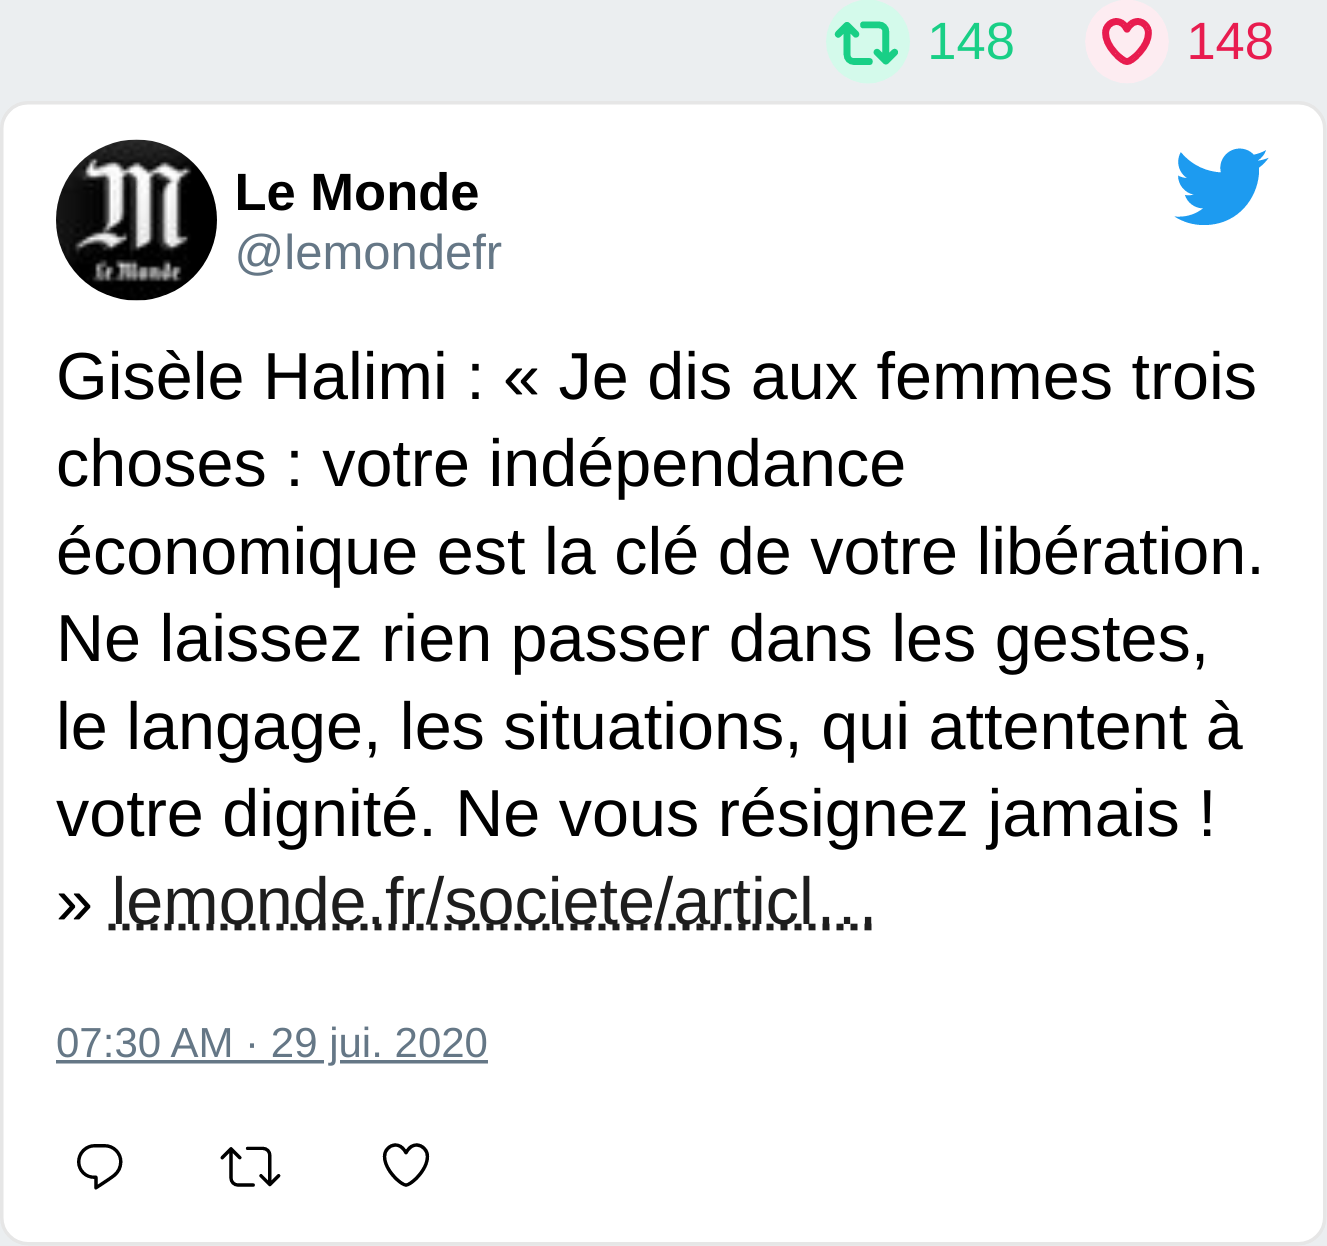 148 148
Le Monde
@lemondefr
Le Monde
Gisèle Halimi : « Je dis aux femmes trois
choses : votre indépendance
économique est la clé de votre libération.
Ne laissez rien passer dans les gestes,
le langage, les situations, qui attentent à
votre dignité. Ne vous résignez jamais !
» lemonde.fr/societe/articl...
07:30 AM · 29 jui. 2020